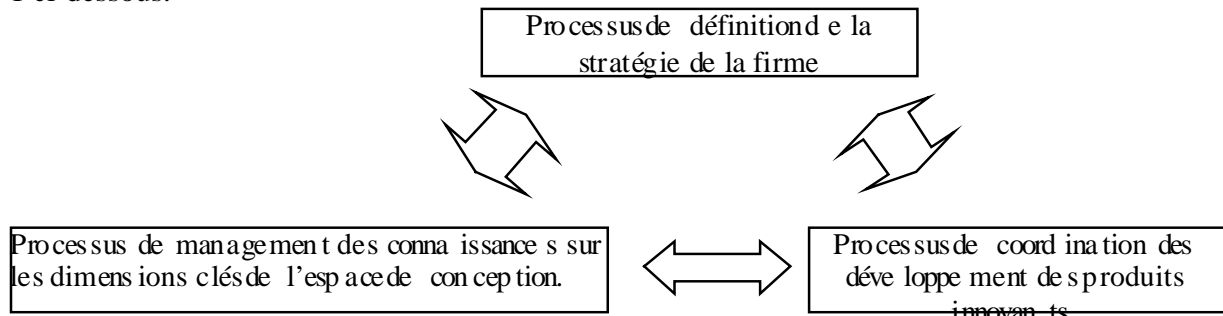 Processus de définition de la
stratégie de la firme
Processus de management des connaissances sur
les dimensions clés de l'espace de conception.
Processus de coordination des
développement des produits
innovants